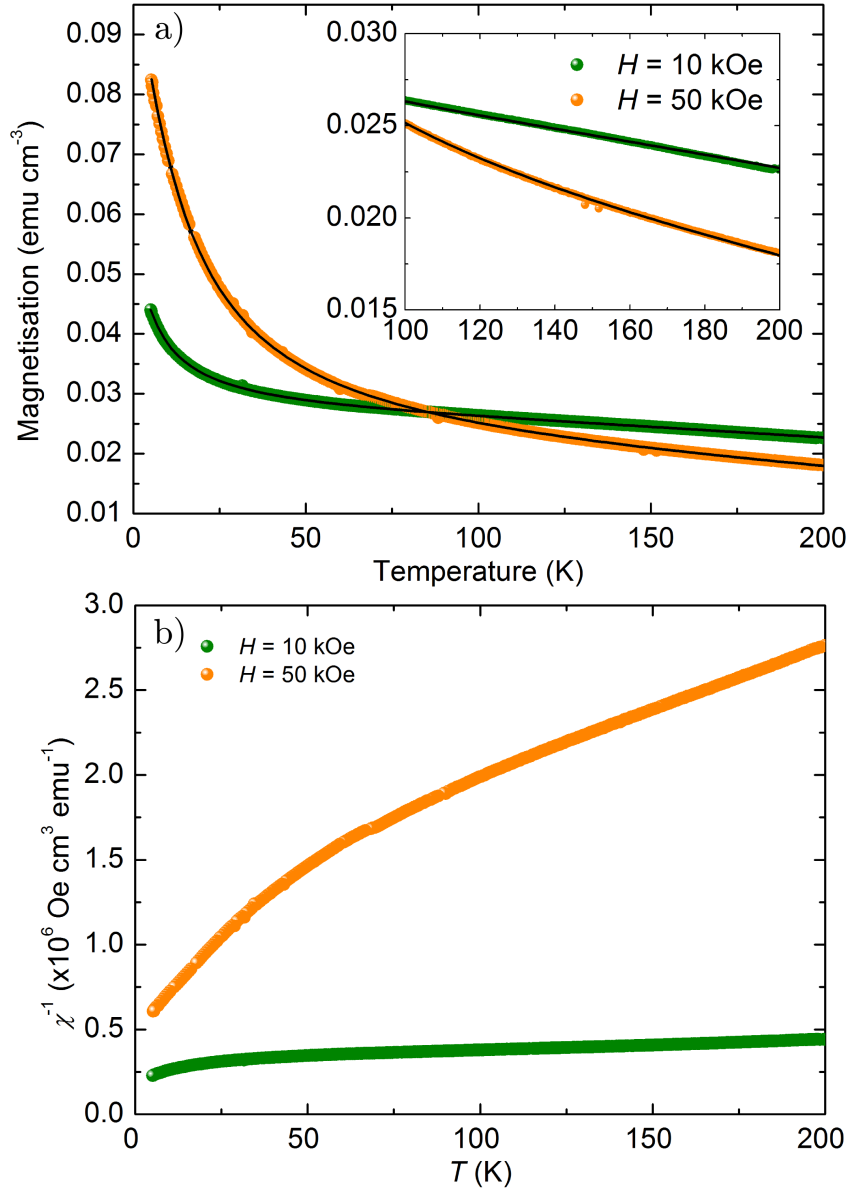 a)
0.09
0.08
0.07
0.06
0.05
0.04
0.03
0.02
0.01
Magnetisation (emu cm⁻³)
0.030
0.025
0.020
0.015
100 120 140 160 180 200
H = 10 kOe
H = 50 kOe
0 50 100 150 200
Temperature (K)
b)
3.0
2.5
2.0
1.5
1.0
0.5
0.0
χ⁻¹ (x10⁶ Oe cm³ emu⁻¹)
H = 10 kOe
H = 50 kOe
0 50 100 150 200
T (K)